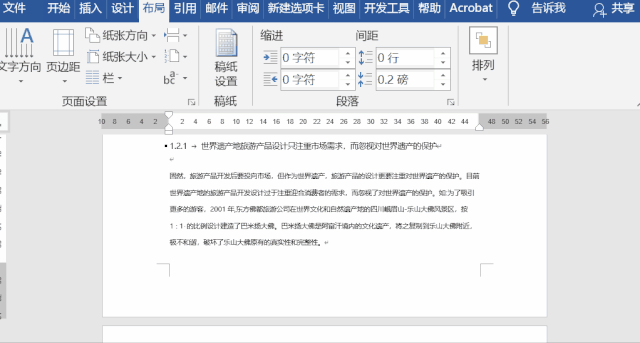 文件 开始 插入 设计 布局 引用 邮件 审阅 新建选项卡 视图 开发工具 帮助 Acrobat 告诉我 共享
文字方向 页边距 纸张方向 纸张大小 栏
页面设置
稿纸设置
稿纸
缩进 间距
0 字符 0 行
0 字符 0.2 磅
段落
排列
10 8 6 4 2 2 4 6 8 10 12 14 16 18 20 22 24 26 28 30 32 34 36 38 40 42 44 48 50 52 54 56
1.2.1 → 世界遗产地旅游产品设计只注重市场需求，而忽视对世界遗产的保护
固然，旅游产品开发后要投向市场，但作为世界遗产，旅游产品的设计更要注重对世界遗产的保护。目前
世界遗产地的旅游产品开发设计过于注重迎合消费者的需求，而忽视了对世界遗产的保护。如:为了吸引
更多的游客，2001 年,东方佛都旅游公司在世界文化和自然遗产地的四川峨眉山-乐山大佛风景区，按
1：1 的比例设计建造了巴米扬大佛。巴米扬大佛是阿富汗境内的文化遗产，将之复制到乐山大佛附近，
极不和谐，破坏了乐山大佛原有的真实性和完整性。